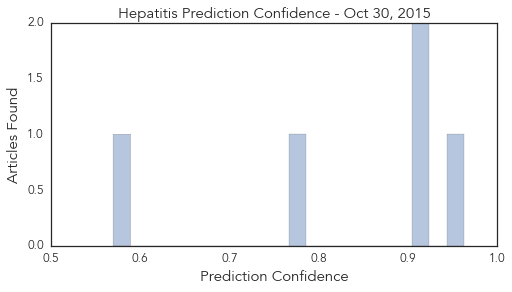 Hepatitis Prediction Confidence - Oct 30, 2015
2.0
1.5
1.0
0.5
0.0
Articles Found
0.5 0.6 0.7 0.8 0.9 1.0
Prediction Confidence